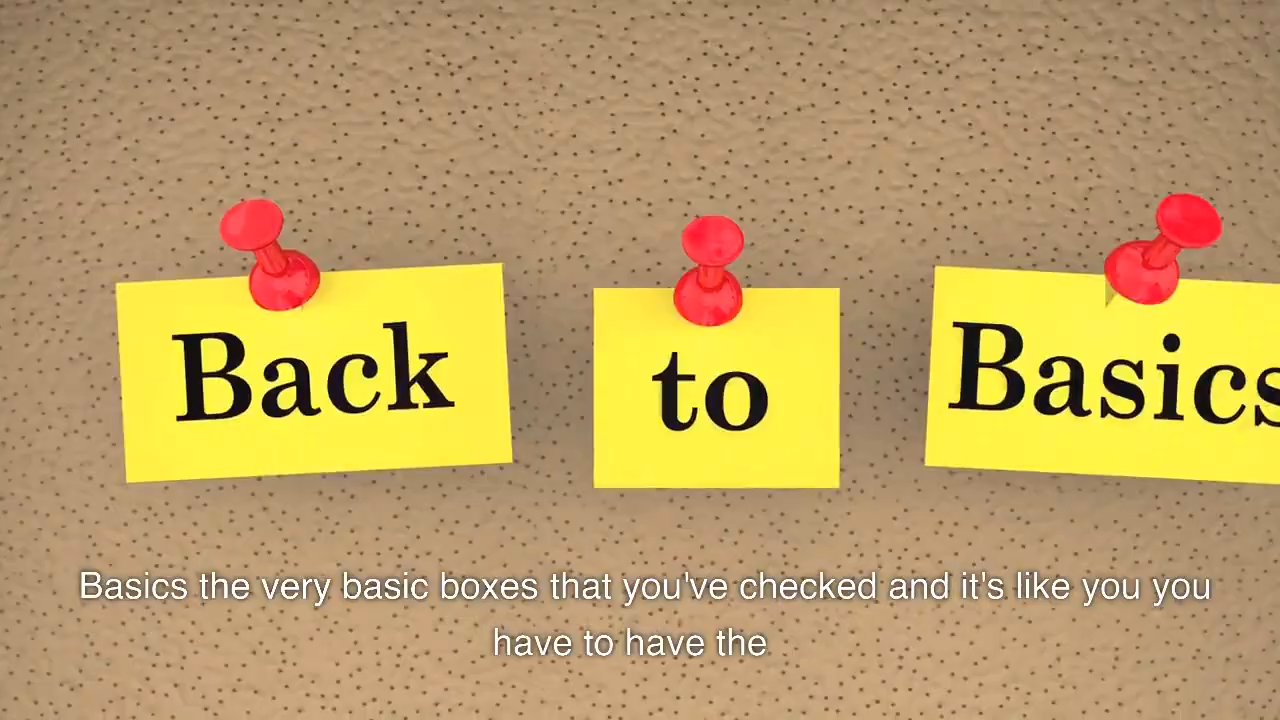 Back to Basics
Basics the very basic boxes that you've checked and it's like you you
have to have the